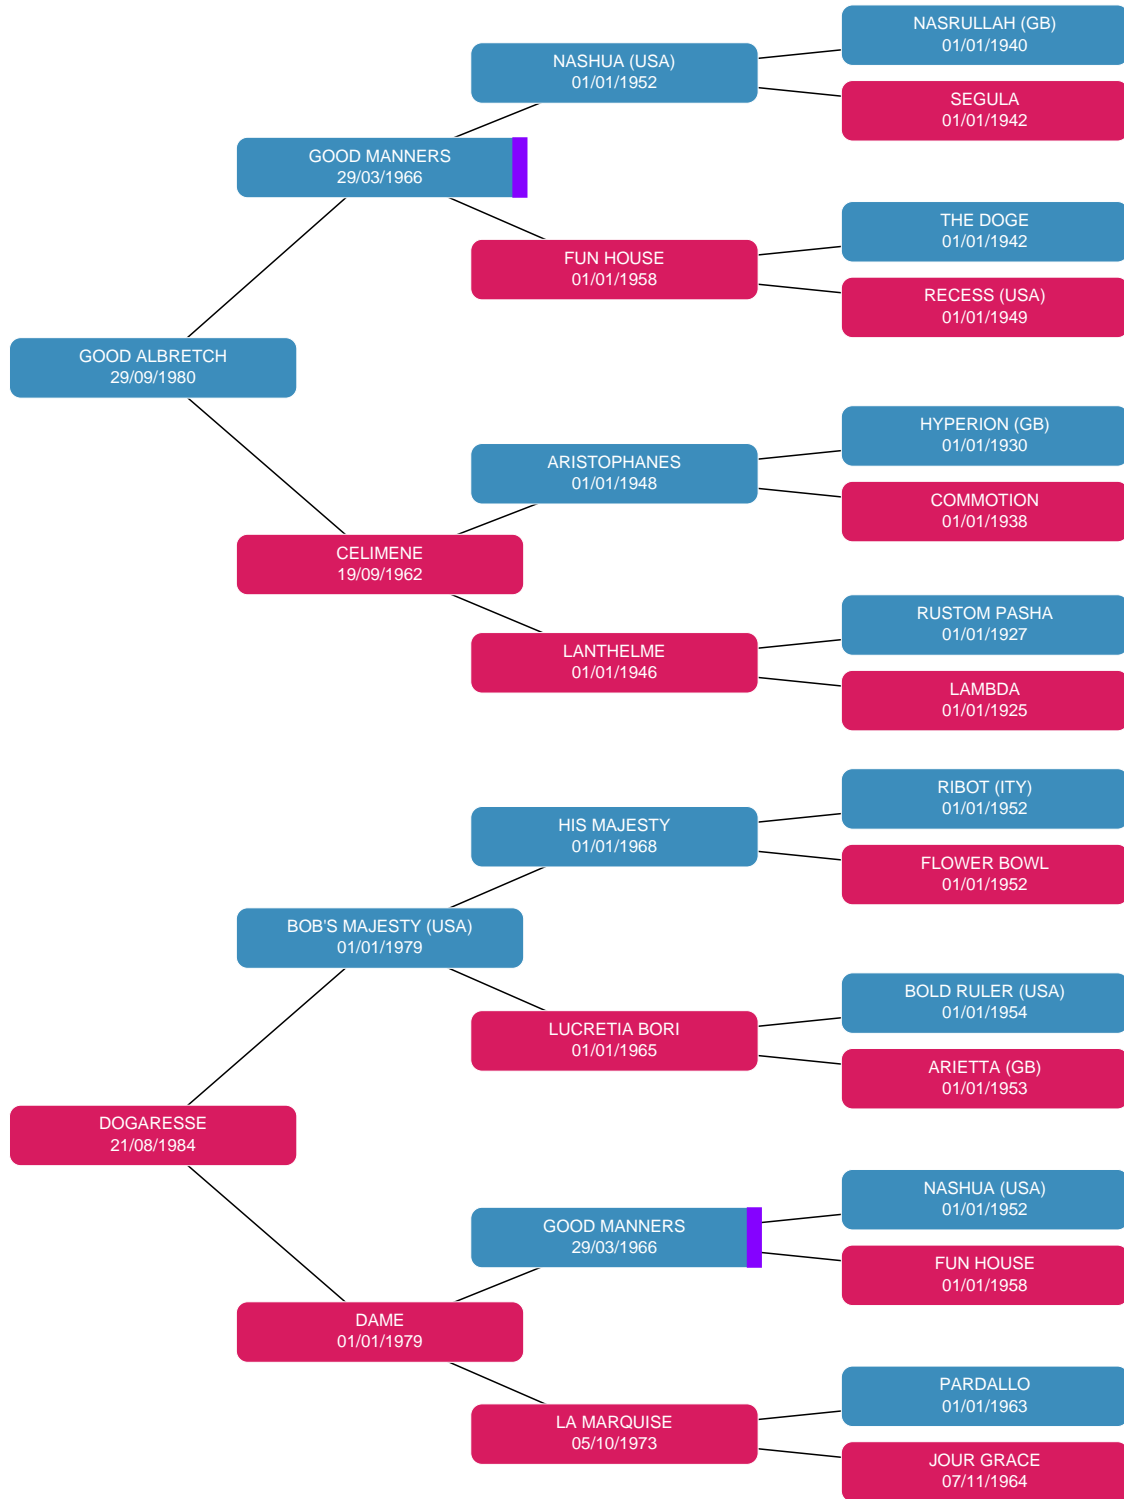 NASRULLAH (GB)
01/01/1940
NASHUA (USA)
01/01/1952
SEGULA
01/01/1942
GOOD MANNERS
29/03/1966
THE DOGE
01/01/1942
FUN HOUSE
01/01/1958
RECESS (USA)
01/01/1949
GOOD ALBRETCH
29/09/1980
HYPERION (GB)
01/01/1930
ARISTOPHANES
01/01/1948
COMMOTION
01/01/1938
CELIMENE
19/09/1962
RUSTOM PASHA
01/01/1927
LANTHELME
01/01/1946
LAMBDA
01/01/1925
RIBOT (ITY)
01/01/1952
HIS MAJESTY
01/01/1968
FLOWER BOWL
01/01/1952
BOB'S MAJESTY (USA)
01/01/1979
BOLD RULER (USA)
01/01/1954
LUCRETIA BORI
01/01/1965
ARIETTA (GB)
01/01/1953
DOGARESSE
21/08/1984
NASHUA (USA)
01/01/1952
GOOD MANNERS
29/03/1966
FUN HOUSE
01/01/1958
DAME
01/01/1979
PARDALLO
01/01/1963
LA MARQUISE
05/10/1973
JOUR GRACE
07/11/1964